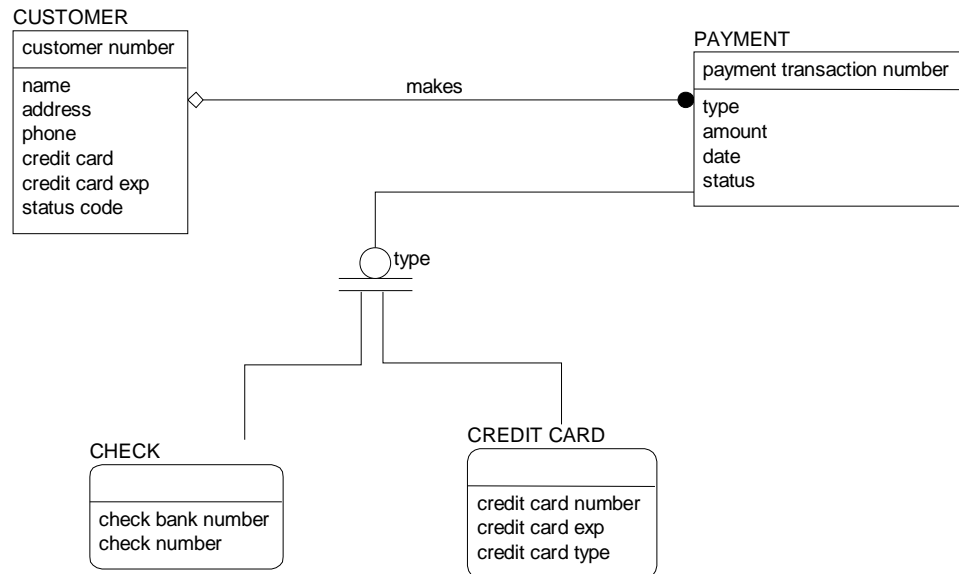 CUSTOMER
customer number
name
address
phone
credit card
credit card exp
status code
makes
PAYMENT
payment transaction number
type
amount
date
status
type
CHECK
check bank number
check number
CREDIT CARD
credit card number
credit card exp
credit card type